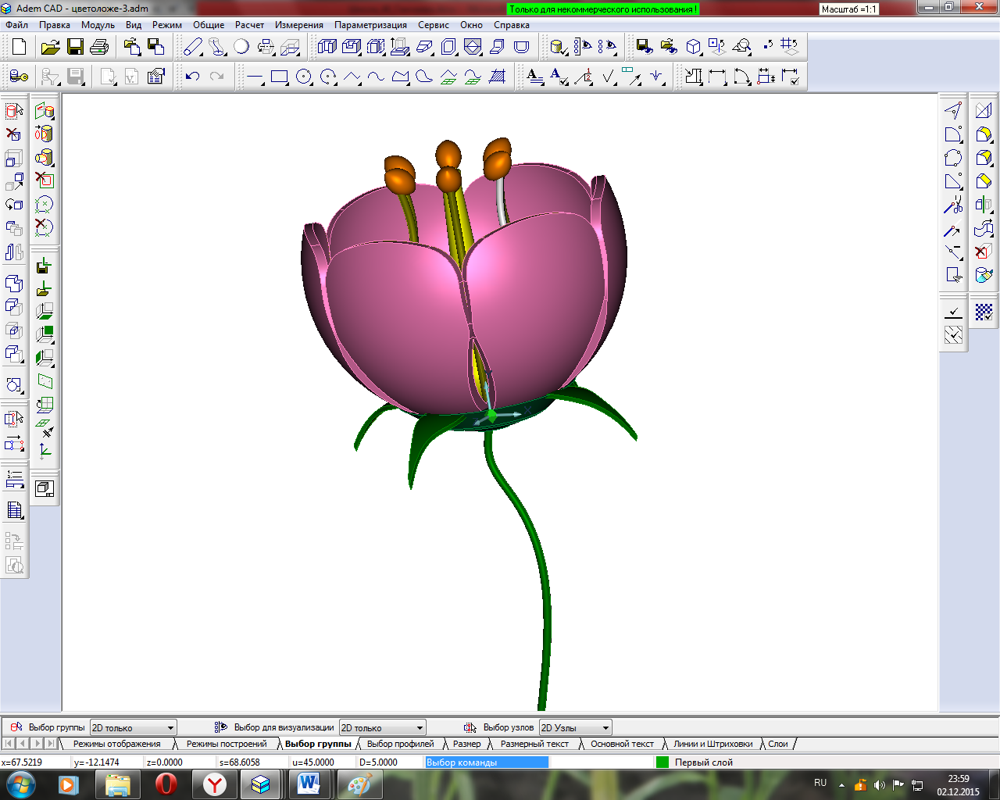 Adem CAD - цветоложе-3.adm
Только для некоммерческого использования !
Масштаб =1:1
Файл Правка Модуль Вид Режим Общие Расчет Измерения Параметризация Сервис Окно Справка
X
Выбор группы 2D только Выбор для визуализации 2D только Выбор узлов 2D Узлы
Режимы отображения Режимы построений Выбор группы Выбор профилей Размер Размерный текст Основной текст Линии и Штриховки Слои
x=67.5219 y=-12.1474 z=0.0000 s=68.6058 u=45.0000 D=5.0000 Выбор команды Первый слой
RU 23:59
02.12.2015